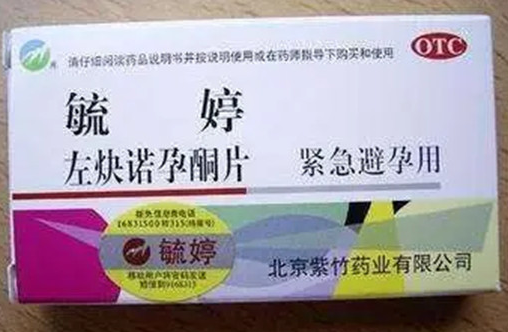 请仔细阅读药品说明书并按说明使用或在药师指导下购买和使用
OTC
毓婷
左炔诺孕酮片
紧急避孕用
毓婷
北京紫竹药业有限公司